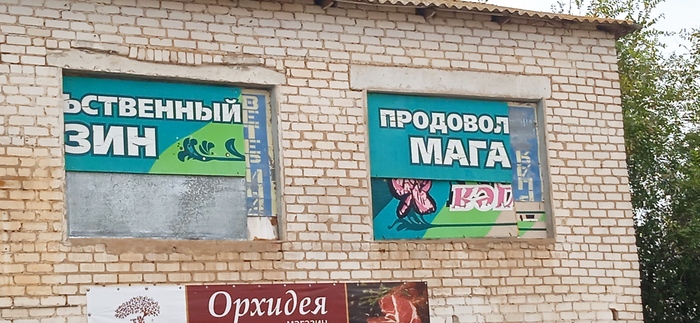 ЬСТВЕННЫЙ
ЗИН
ПРОДОВОЛ
МАГА
Орхидея
магазин